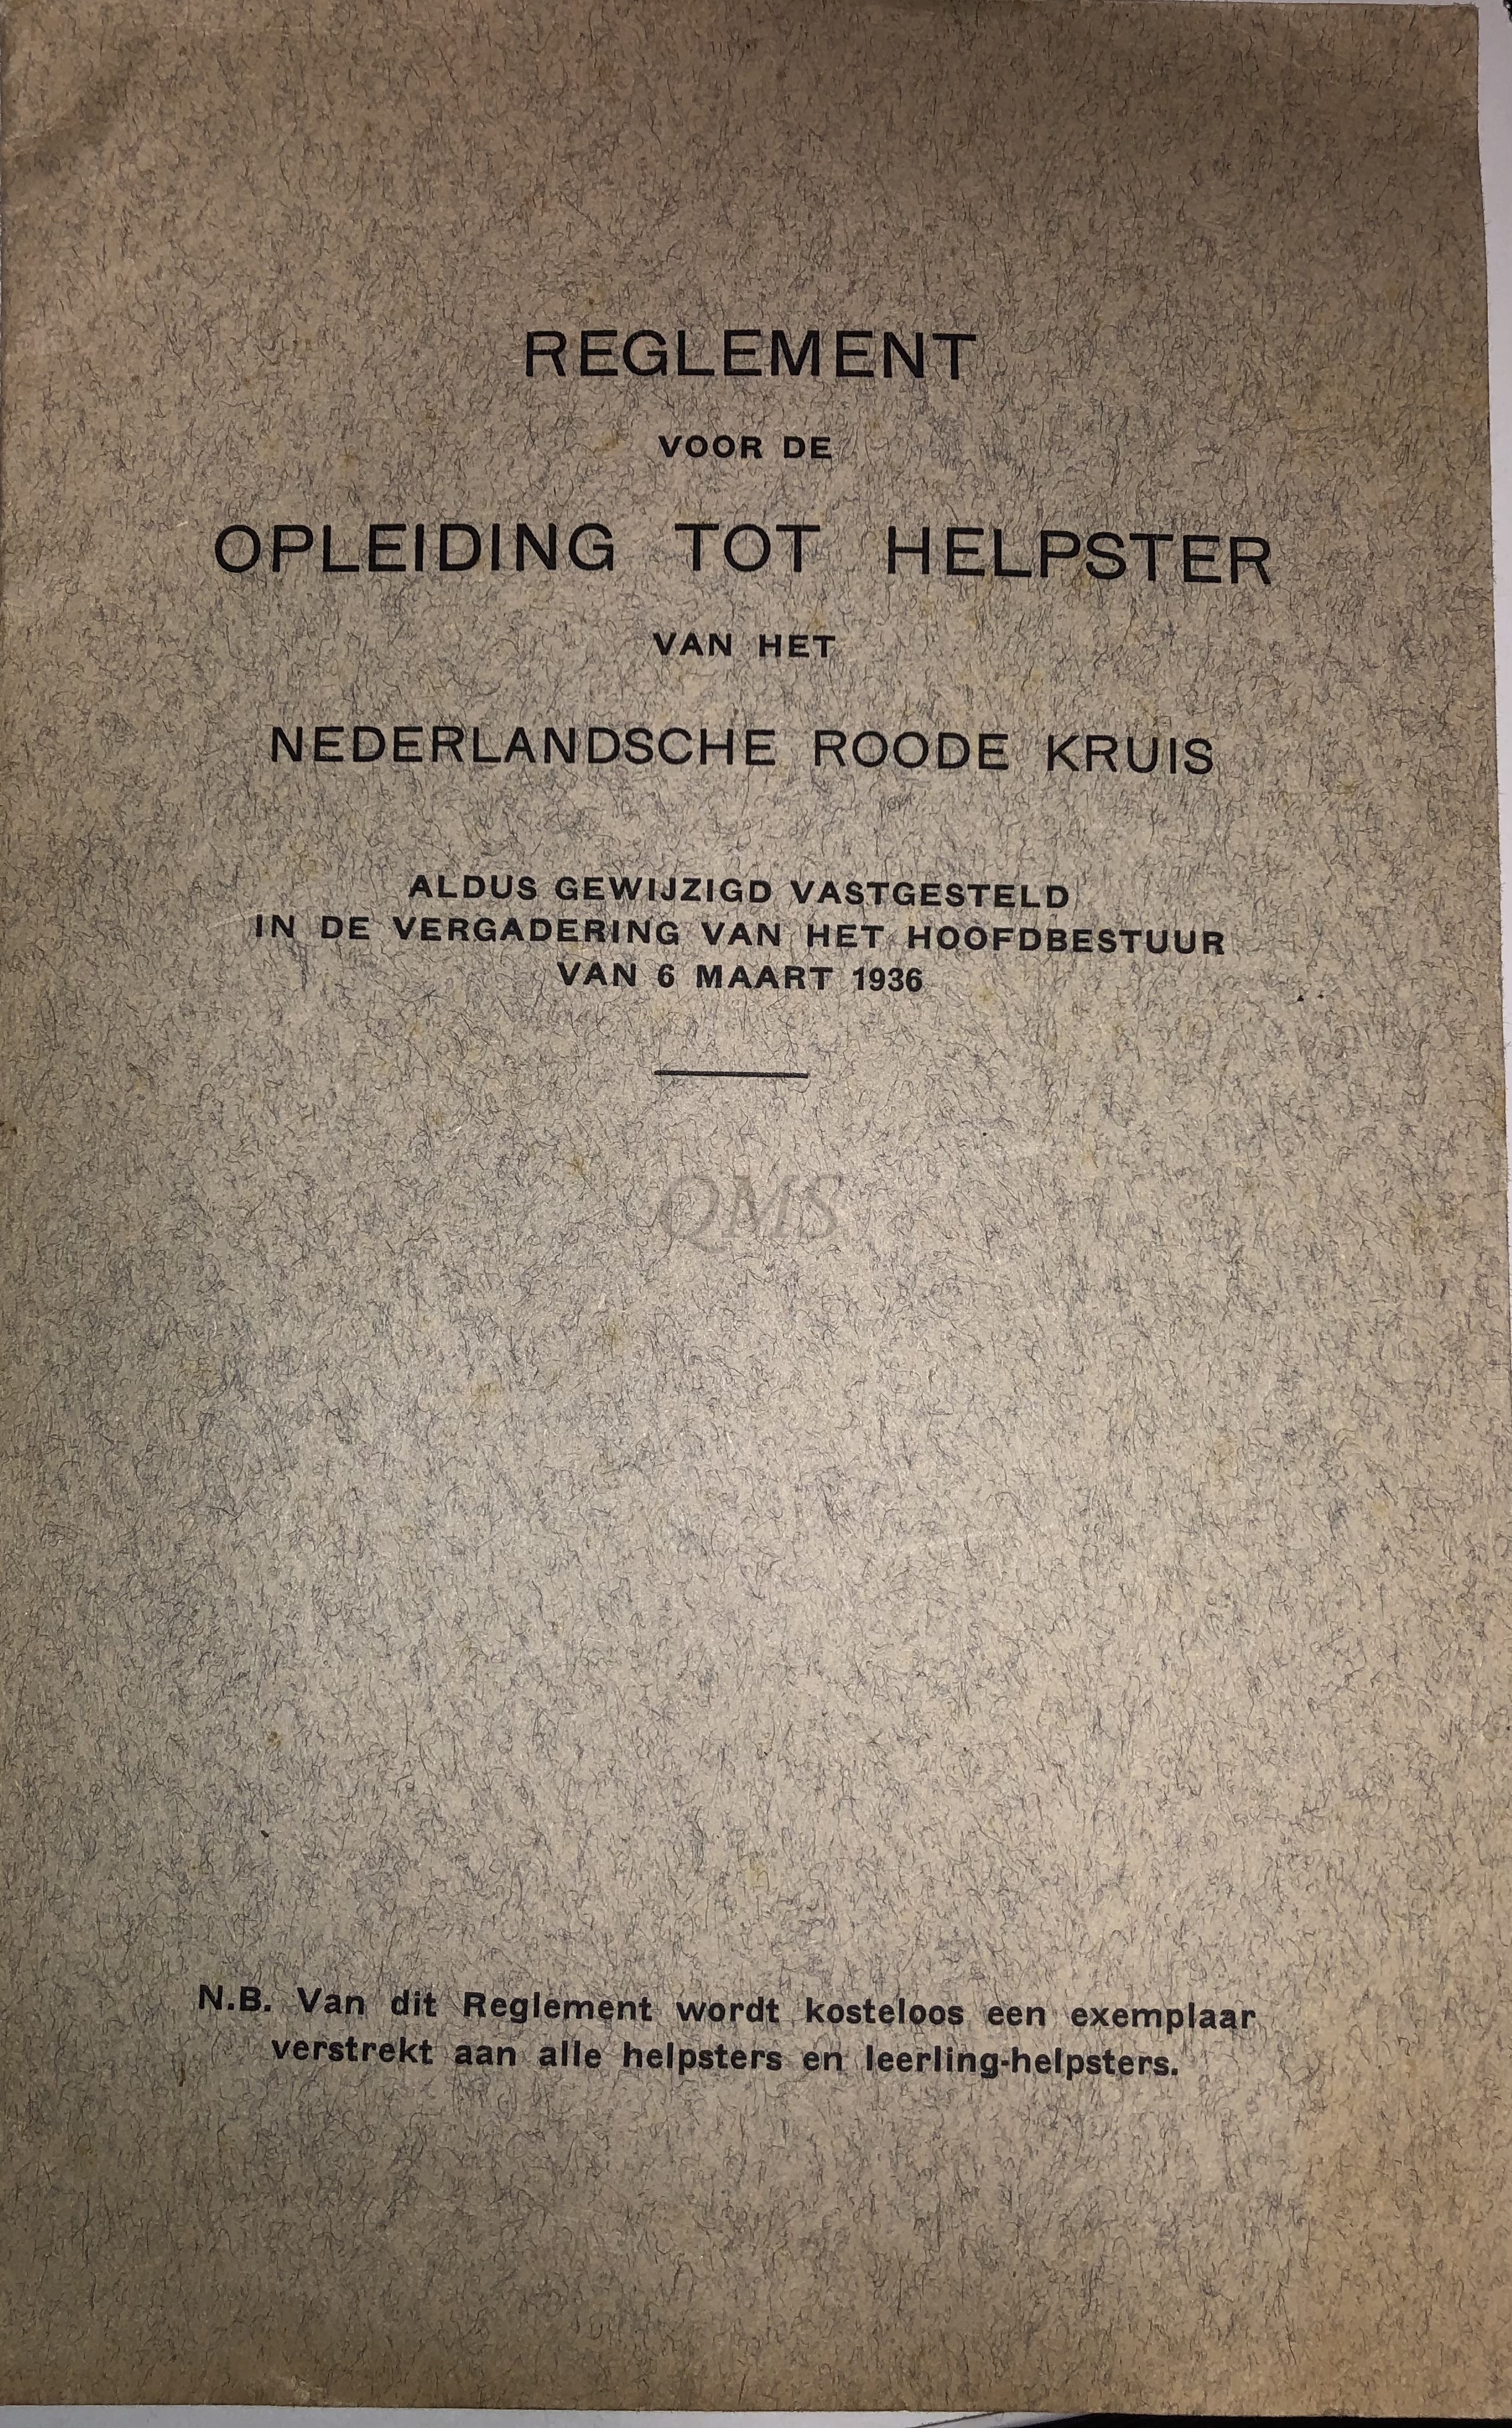 REGLEMENT
VOOR DE
OPLEIDING TOT HELPSTER
VAN HET
NEDERLANDSCHE ROODE KRUIS
ALDUS GEWIJZIGD VASTGESTELD
IN DE VERGADERING VAN HET HOOFDBESTUUR
VAN 6 MAART 1936
QMS
N.B. Van dit Reglement wordt kosteloos een exemplaar
verstrekt aan alle helpsters en leerling-helpsters.